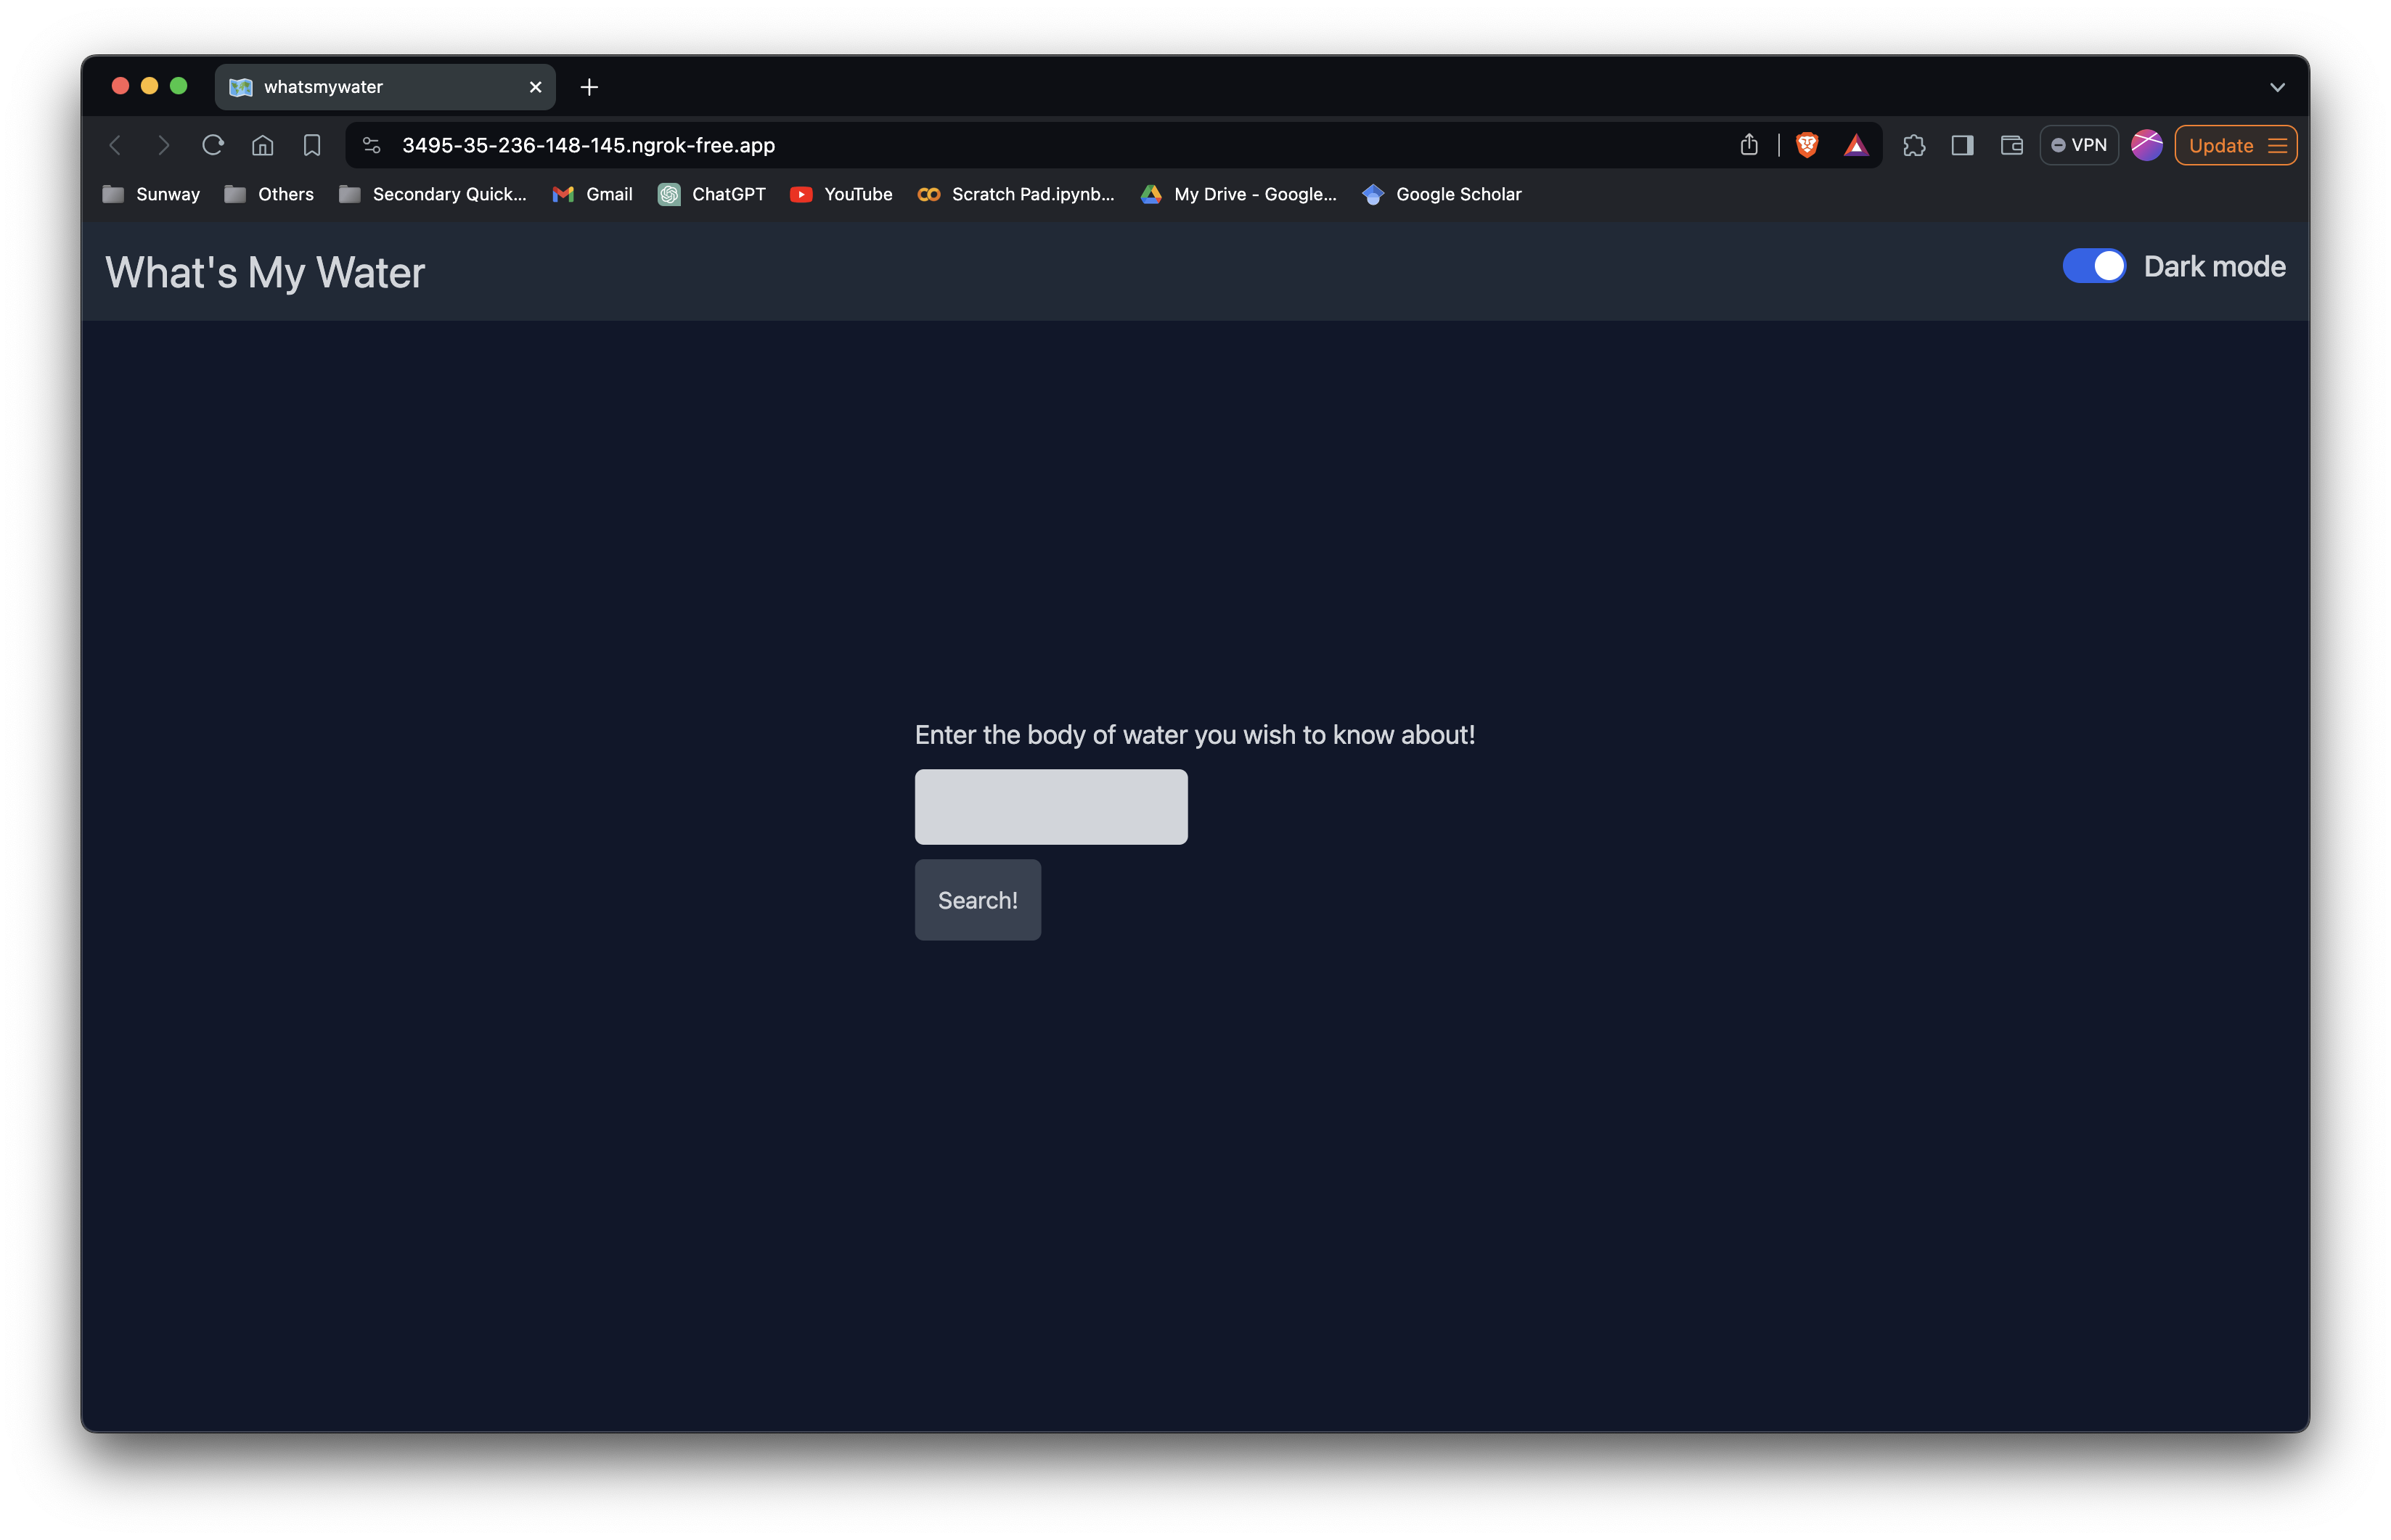 whatsmywater
3495-35-236-148-145.ngrok-free.app
VPN
Update
Sunway Others Secondary Quick... Gmail ChatGPT YouTube Scratch Pad.ipynb... My Drive - Google... Google Scholar
What's My Water
Dark mode
Enter the body of water you wish to know about!
Search!